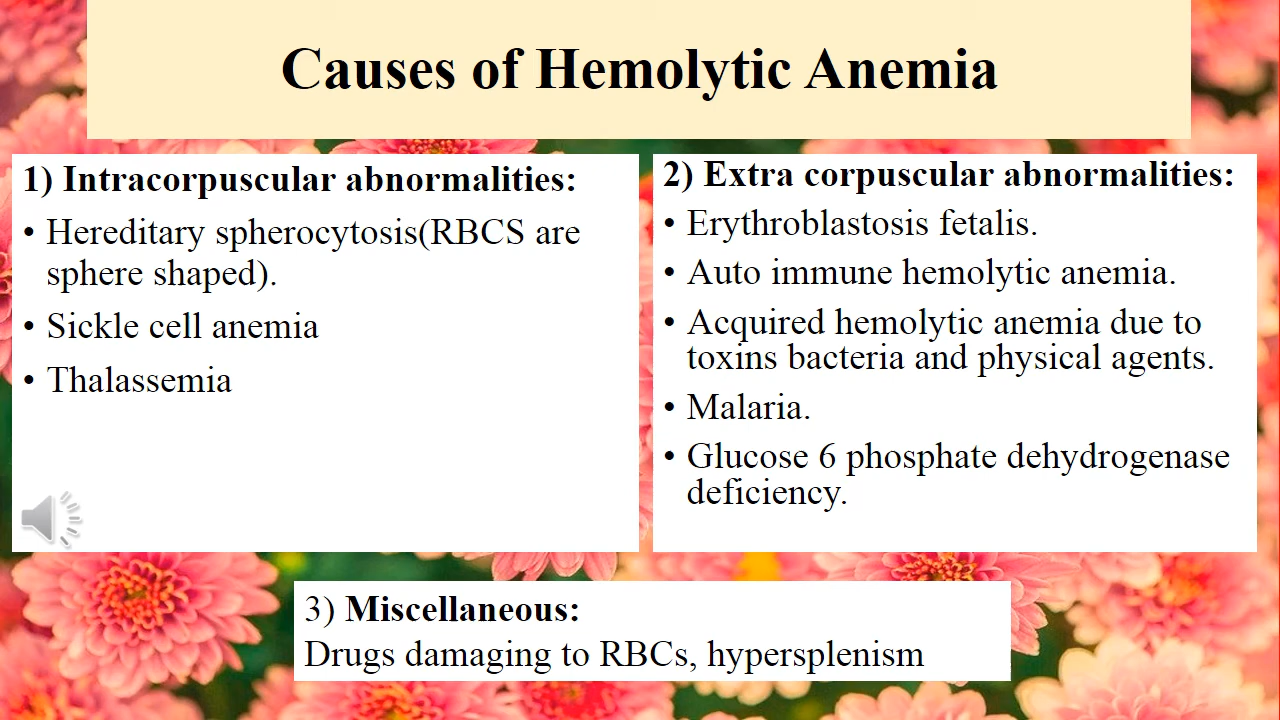 Causes of Hemolytic Anemia
1) Intracorpuscular abnormalities:
• Hereditary spherocytosis(RBCS are
sphere shaped).
• Sickle cell anemia
• Thalassemia
2) Extra corpuscular abnormalities:
• Erythroblastosis fetalis.
• Auto immune hemolytic anemia.
• Acquired hemolytic anemia due to
toxins bacteria and physical agents.
• Malaria.
• Glucose 6 phosphate dehydrogenase
deficiency.
3) Miscellaneous:
Drugs damaging to RBCs, hypersplenism